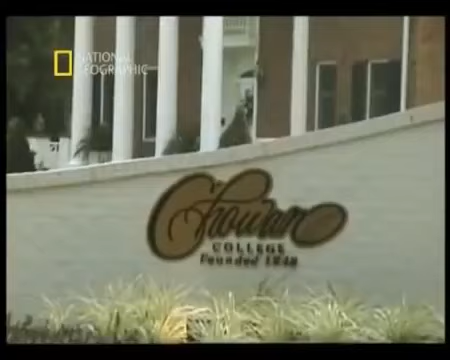 NATIONAL
GEOGRAPHIC
Chowan
COLLEGE
Founded 1848